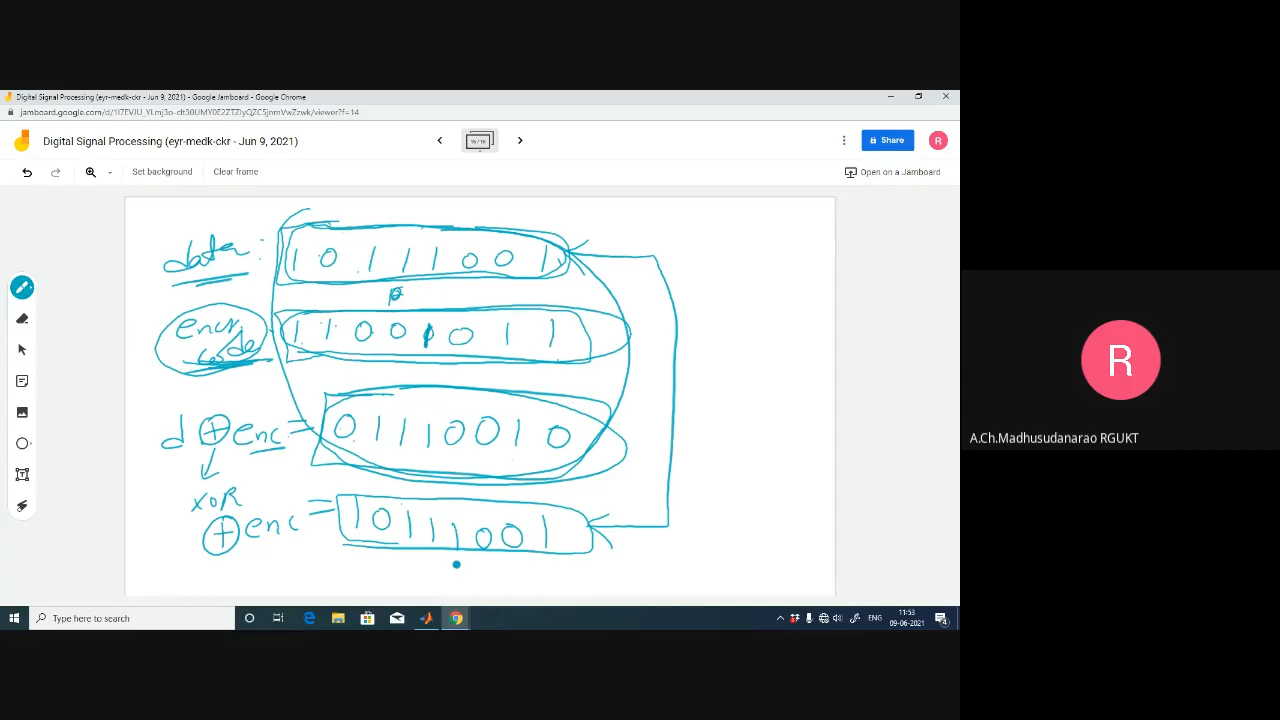 Digital Signal Processing (eyr-medk-ckr - Jun 9, 2021) - Google Jamboard - Google Chrome
Digital Signal Processing (eyr-medk-ckr - Jun 9, 2021)
Share
R
Set background
Clear frame
Open on a Jamboard
data: 1 0 1 1 1 0 0 1
encr code 1 1 0 0 1 0 1 1
d ⊕ enc = 0 1 1 1 0 0 1 0
XOR
⊕ enc = 1 0 1 1 1 0 0 1
R
A.Ch.Madhusudanarao RGUKT
Type here to search
ENG
11:53
09-06-2021
4